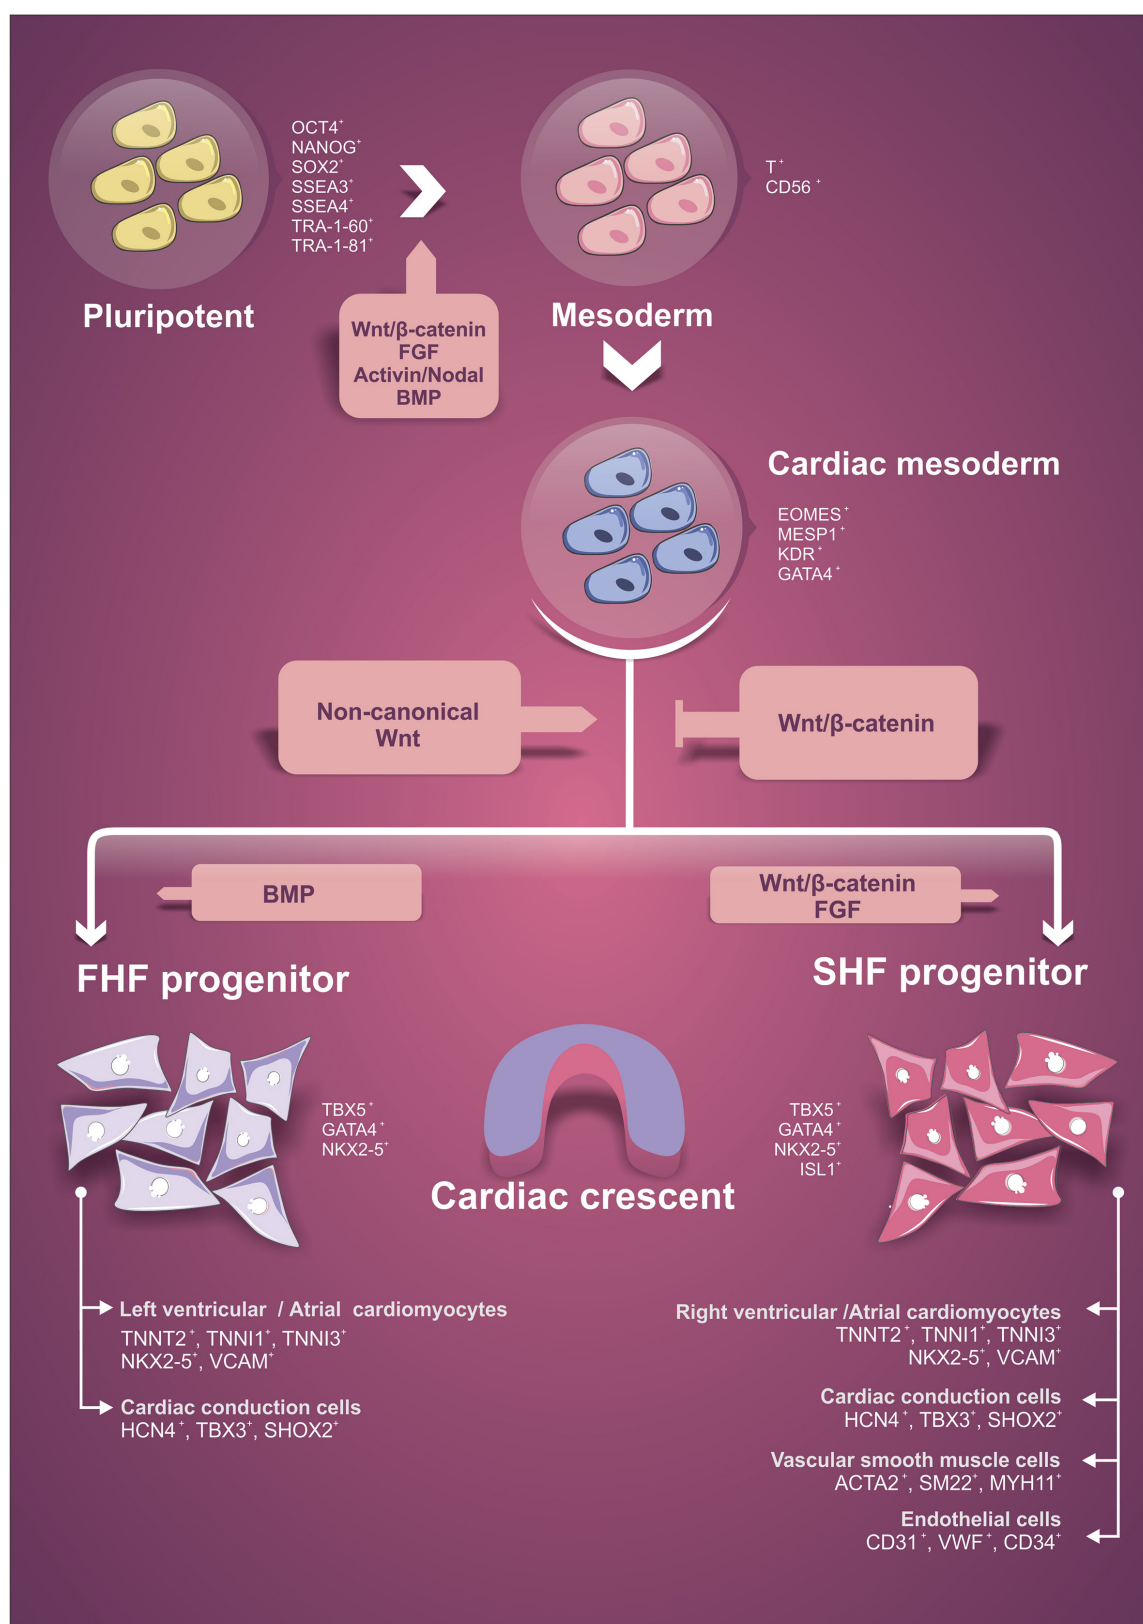 OCT4⁺
NANOG⁺
SOX2⁺
SSEA3⁺
SSEA4⁺
TRA-1-60⁺
TRA-1-81⁺
Pluripotent
Wnt/β-catenin
FGF
Activin/Nodal
BMP
T⁺
CD56⁺
Mesoderm
Cardiac mesoderm
EOMES⁺
MESP1⁺
KDR⁺
GATA4⁺
Non-canonical
Wnt
Wnt/β-catenin
BMP
Wnt/β-catenin
FGF
FHF progenitor
SHF progenitor
TBX5⁺
GATA4⁺
NKX2-5⁺
Cardiac crescent
TBX5⁺
GATA4⁺
NKX2-5⁺
ISL1⁺
Left ventricular / Atrial cardiomyocytes
TNNT2⁺, TNNI1⁺, TNNI3⁺
NKX2-5⁺, VCAM⁺
Cardiac conduction cells
HCN4⁺, TBX3⁺, SHOX2⁺
Right ventricular /Atrial cardiomyocytes
TNNT2⁺, TNNI1⁺, TNNI3⁺
NKX2-5⁺, VCAM⁺
Cardiac conduction cells
HCN4⁺, TBX3⁺, SHOX2⁺
Vascular smooth muscle cells
ACTA2⁺, SM22⁺, MYH11⁺
Endothelial cells
CD31⁺, VWF⁺, CD34⁺